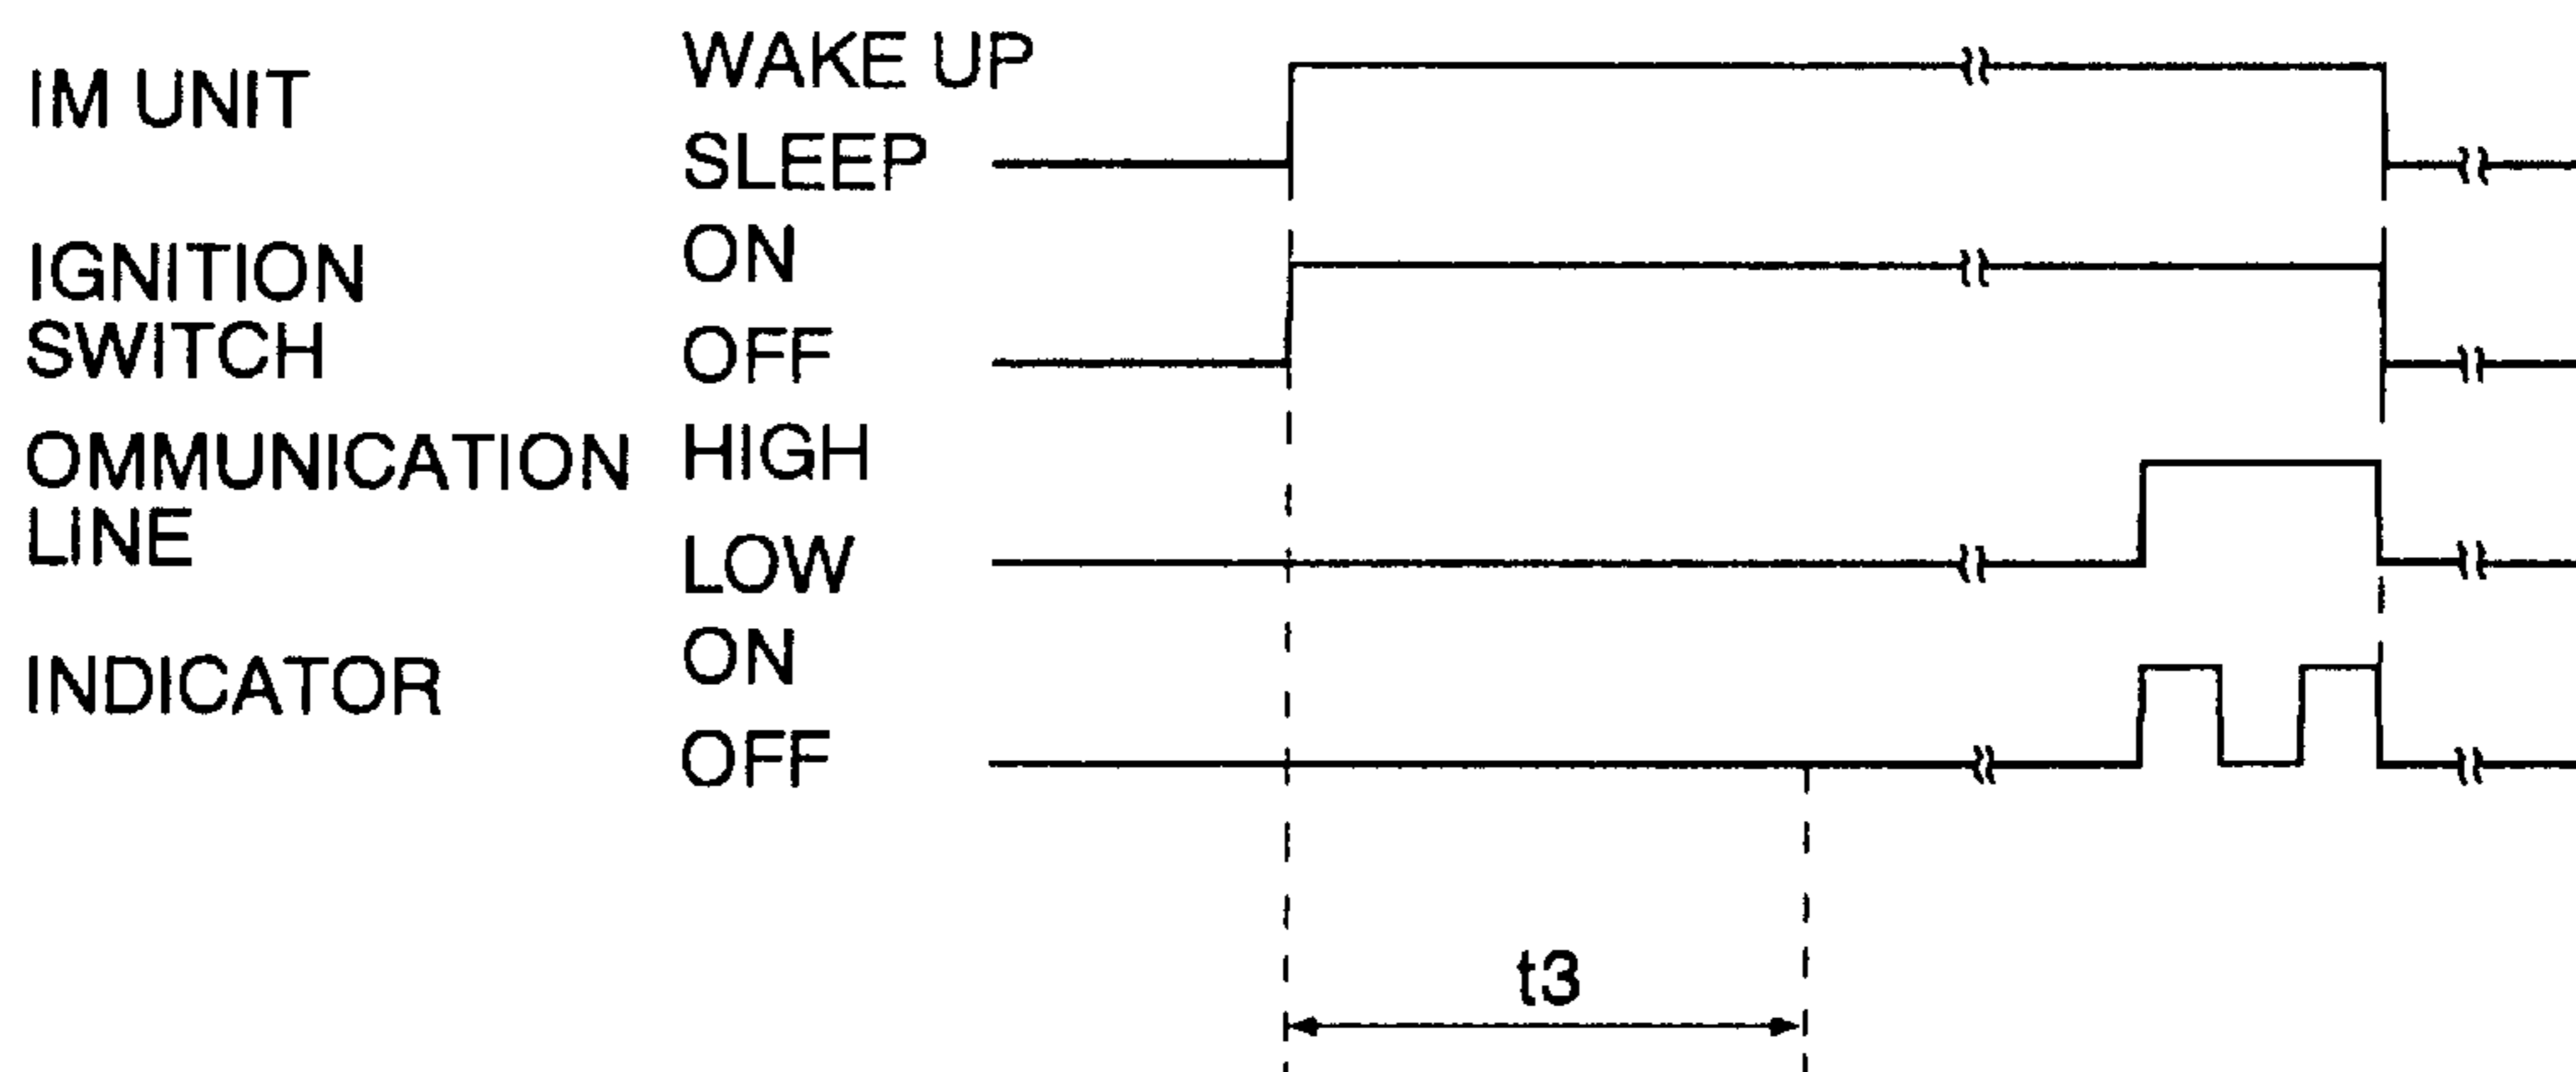 IM UNIT
WAKE UP
SLEEP
IGNITION
SWITCH
ON
OFF
OMMUNICATION
LINE
HIGH
LOW
INDICATOR
ON
OFF
t3